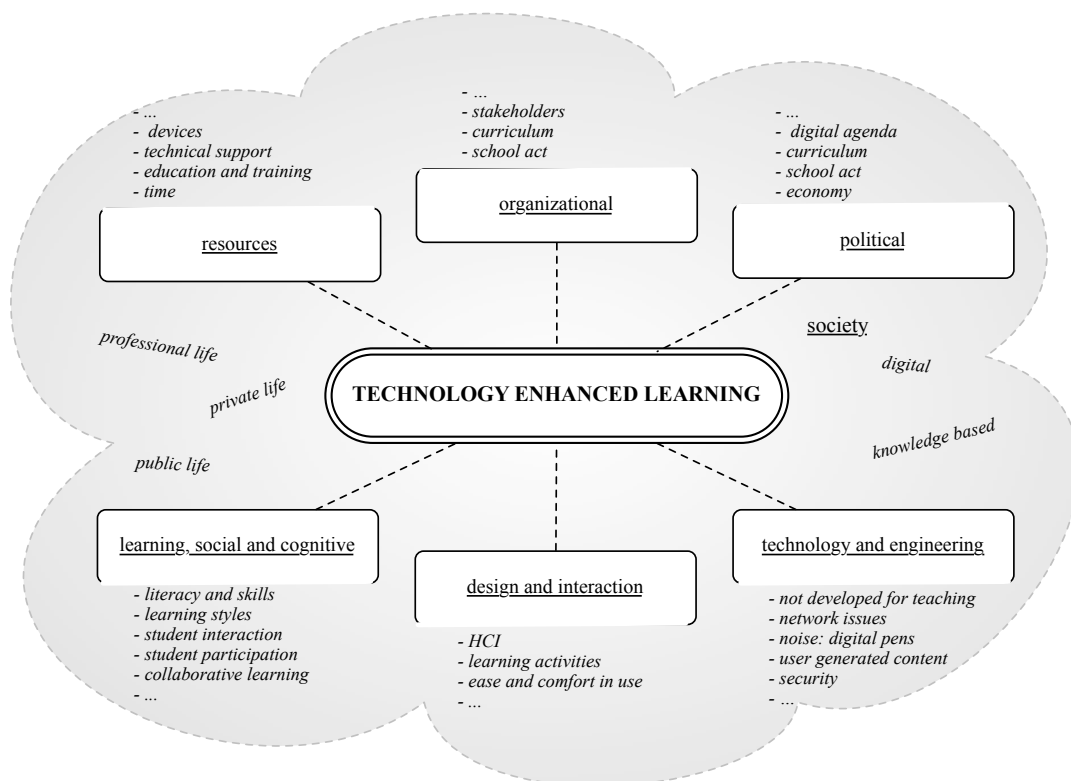 - ...
- devices
- technical support
- education and training
- time
resources
- ...
- stakeholders
- curriculum
- school act
organizational
- ...
- digital agenda
- curriculum
- school act
- economy
political
professional life
private life
public life
TECHNOLOGY ENHANCED LEARNING
society
digital
knowledge based
learning, social and cognitive
- literacy and skills
- learning styles
- student interaction
- student participation
- collaborative learning
- ...
design and interaction
- HCI
- learning activities
- ease and comfort in use
- ...
technology and engineering
- not developed for teaching
- network issues
- noise: digital pens
- user generated content
- security
- ...